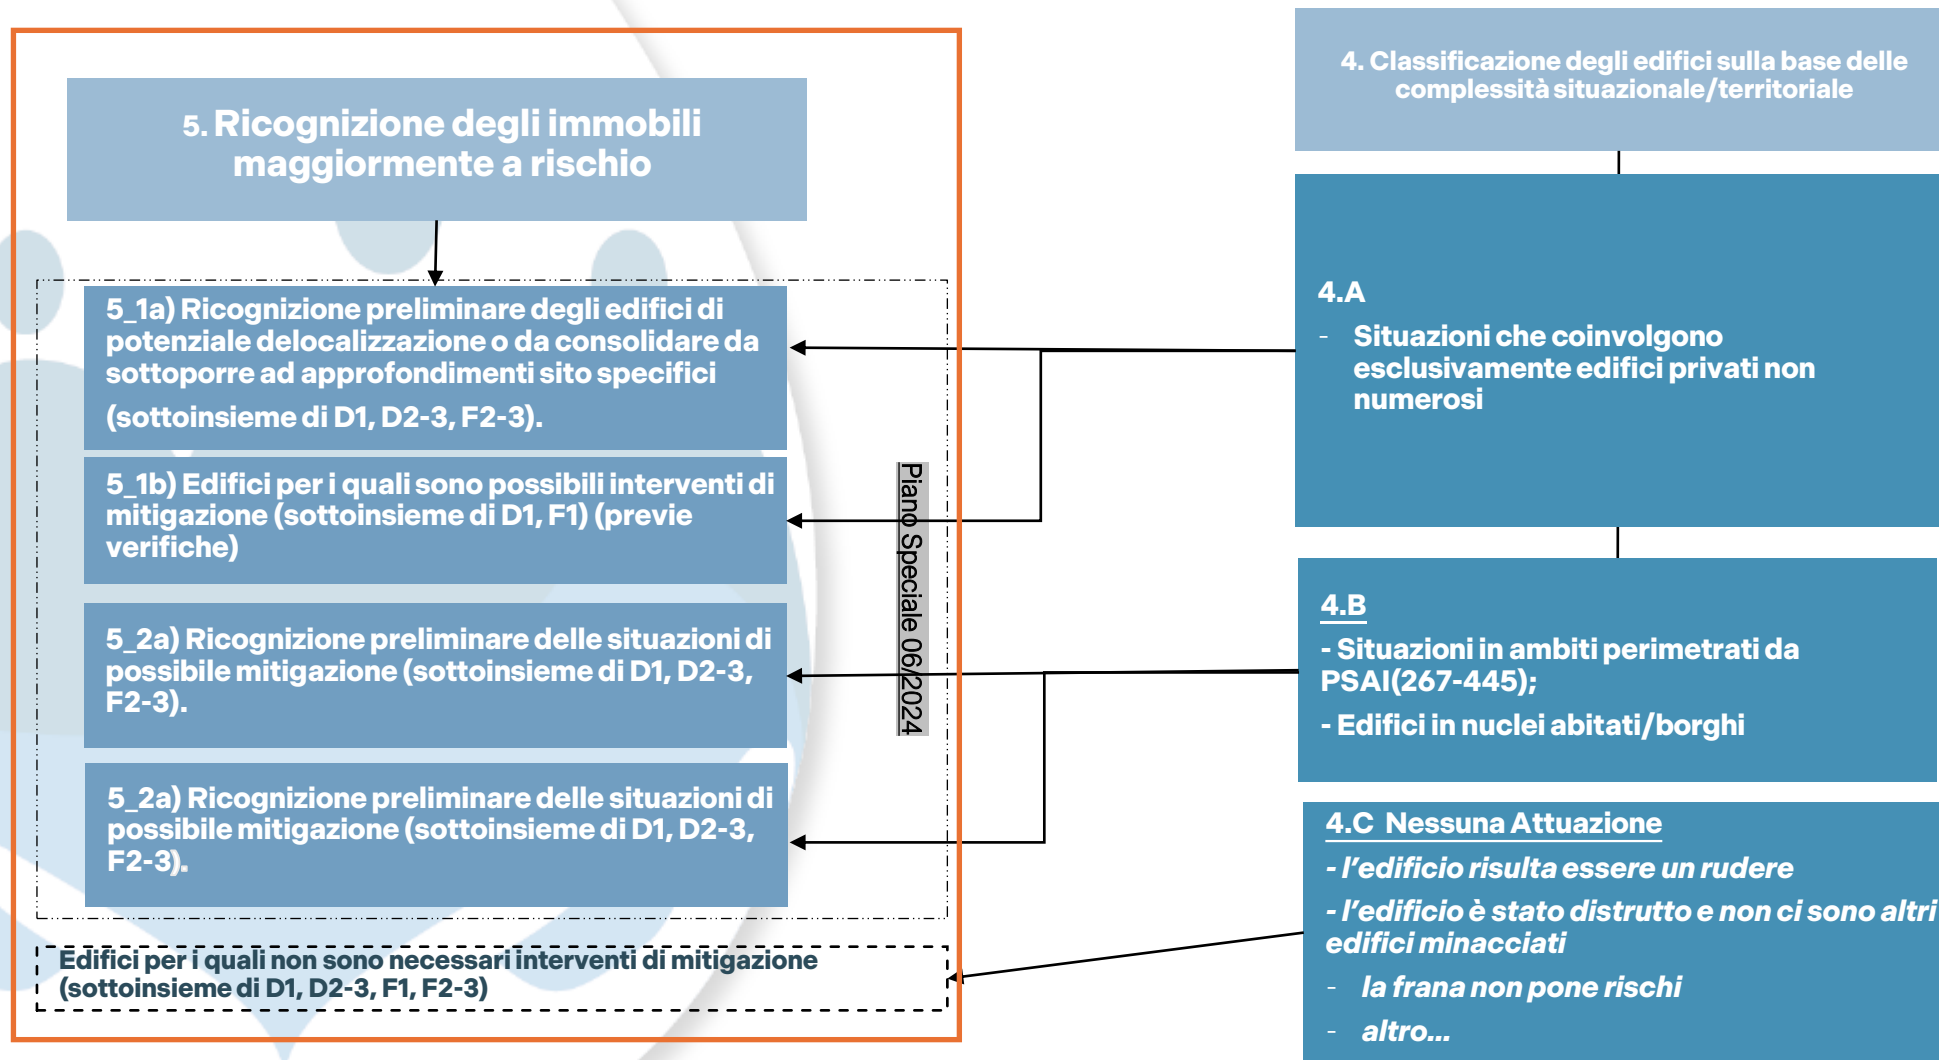 5. Ricognizione degli immobili
maggiormente a rischio
5_1a) Ricognizione preliminare degli edifici di
potenziale delocalizzazione o da consolidare da
sottoporre ad approfondimenti sito specifici
(sottoinsieme di D1, D2-3, F2-3).
5_1b) Edifici per i quali sono possibili interventi di
mitigazione (sottoinsieme di D1, F1) (previe
verifiche)
5_2a) Ricognizione preliminare delle situazioni di
possibile mitigazione (sottoinsieme di D1, D2-3,
F2-3).
5_2a) Ricognizione preliminare delle situazioni di
possibile mitigazione (sottoinsieme di D1, D2-3,
F2-3).
Piano Speciale 06/2024
Edifici per i quali non sono necessari interventi di mitigazione
(sottoinsieme di D1, D2-3, F1, F2-3)
4. Classificazione degli edifici sulla base delle
complessità situazionale/territoriale
4.A
- Situazioni che coinvolgono
esclusivamente edifici privati non
numerosi
4.B
- Situazioni in ambiti perimetrati da
PSAI(267-445);
- Edifici in nuclei abitati/borghi
4.C Nessuna Attuazione
- l’edificio risulta essere un rudere
- l’edificio è stato distrutto e non ci sono altri
edifici minacciati
- la frana non pone rischi
- altro...